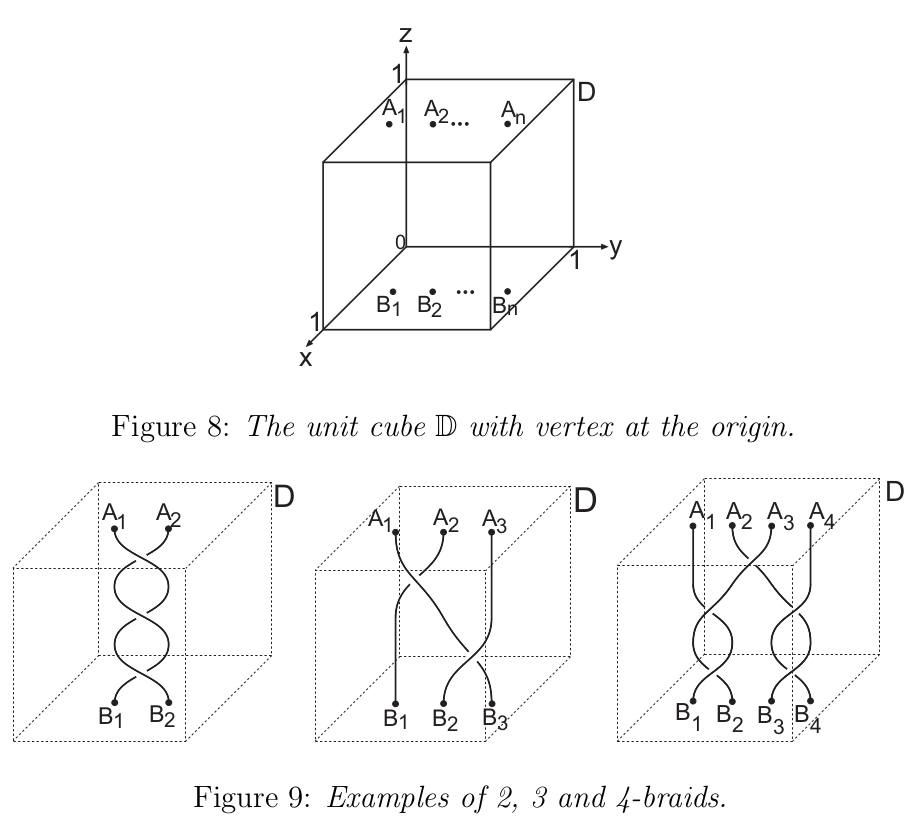 z
1
D
A1 A2... An
0
y
1
B1 B2 ... Bn
1
x
Figure 8: The unit cube 𝔻 with vertex at the origin.
D
A1 A2
B1 B2
D
A1 A2 A3
B1 B2 B3
D
A1 A2 A3 A4
B1 B2 B3 B4
Figure 9: Examples of 2, 3 and 4-braids.